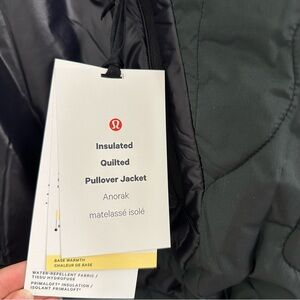 Insulated
Quilted
Pullover Jacket
Anorak
matelassé isolé
BASE WARMTH
CHALEUR DE BASE
WATER-REPELLENT FABRIC /
TISSU HYDROFUGE
PRIMALOFT® INSULATION /
ISOLANT PRIMALOFT®